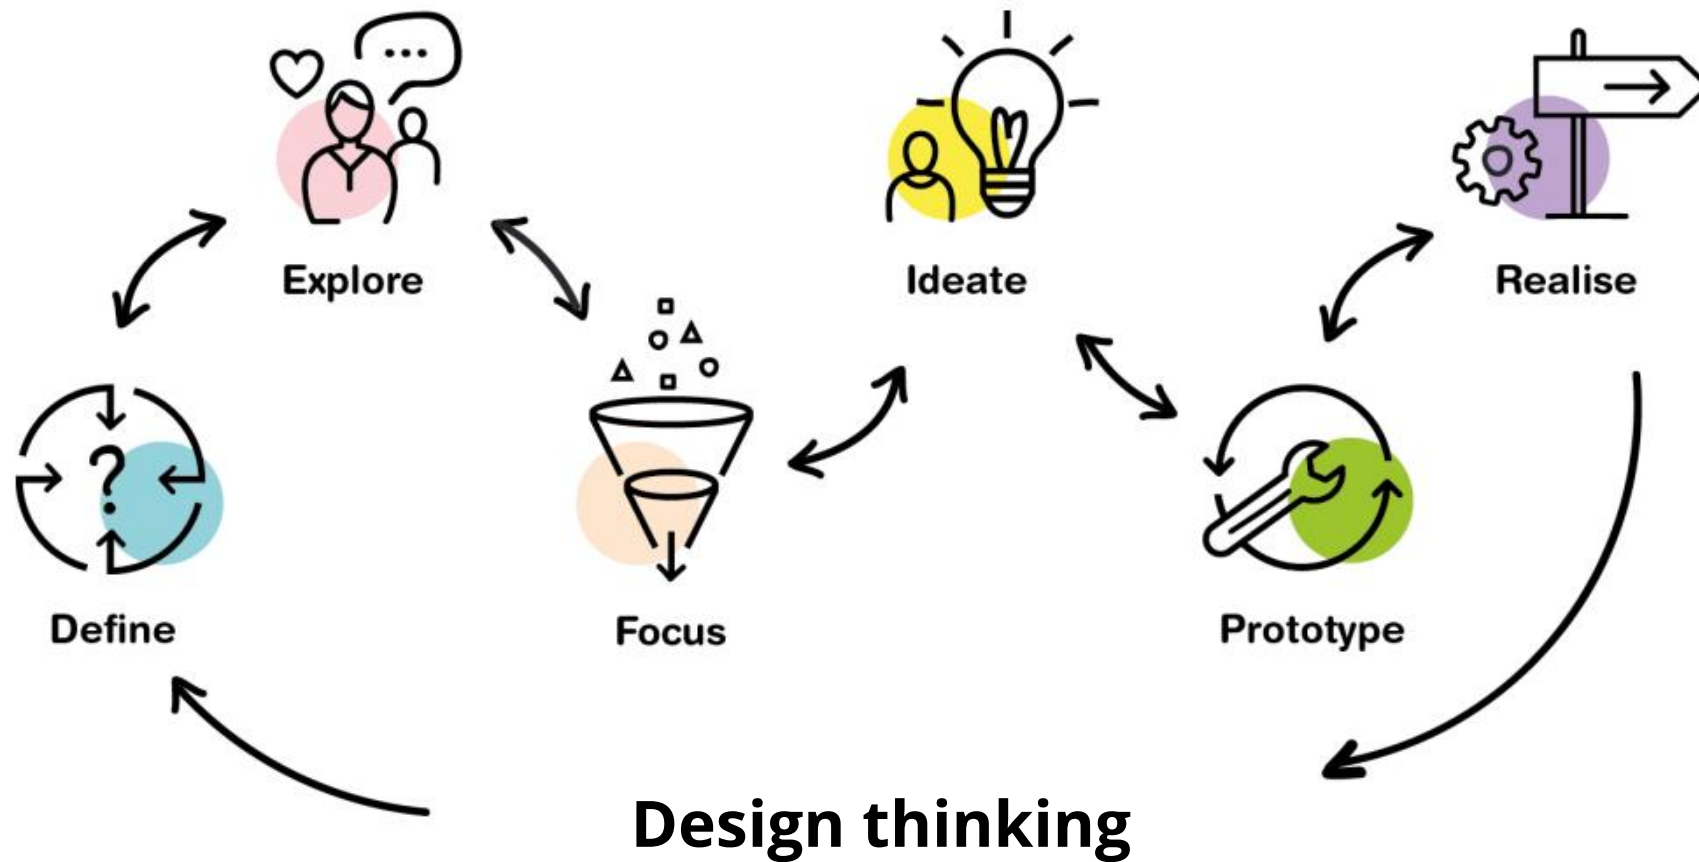 Explore
Ideate
Realise
Define
Focus
Prototype
Design thinking